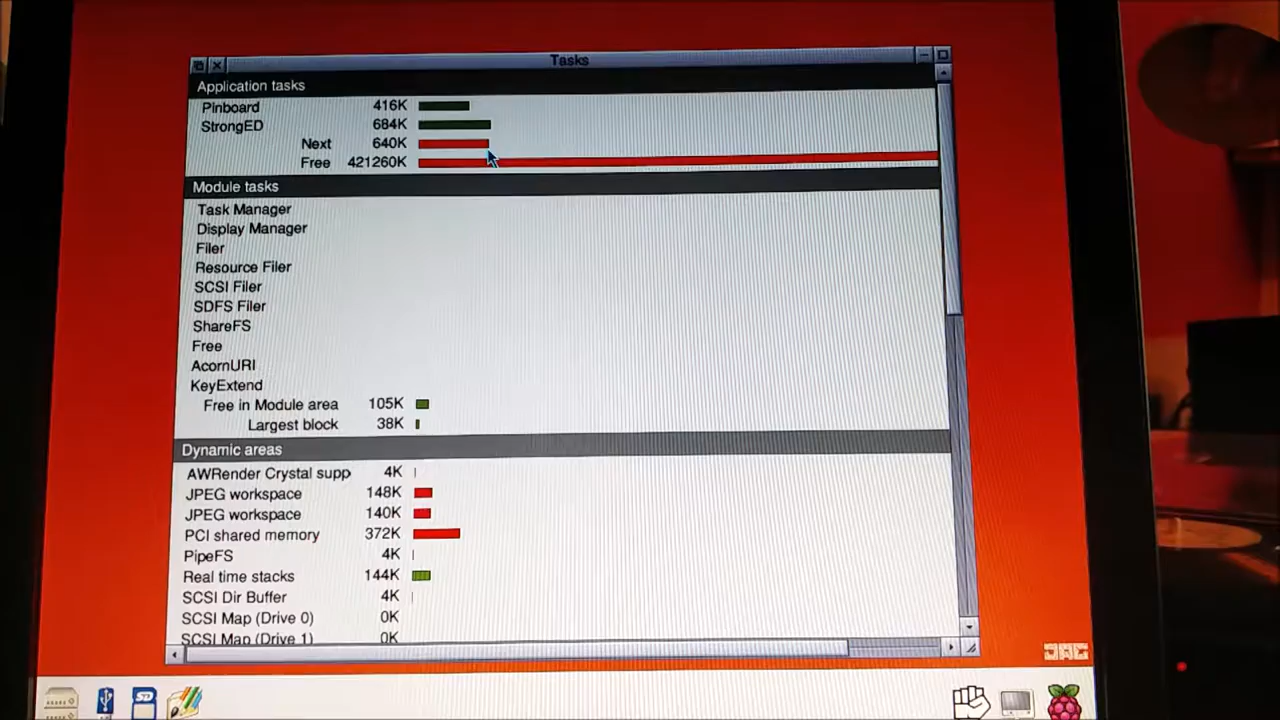 Tasks
Application tasks
Pinboard 416K
StrongED 684K
Next 640K
Free 421260K
Module tasks
Task Manager
Display Manager
Filer
Resource Filer
SCSI Filer
SDFS Filer
ShareFS
Free
AcornURI
KeyExtend
Free in Module area 105K
Largest block 38K
Dynamic areas
AWRender Crystal supp 4K
JPEG workspace 148K
JPEG workspace 140K
PCI shared memory 372K
PipeFS 4K
Real time stacks 144K
SCSI Dir Buffer 4K
SCSI Map (Drive 0) 0K
SCSI Map (Drive 1) 0K
SD